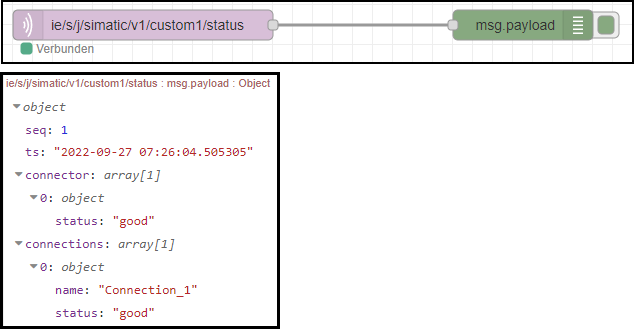 ie/s/j/simatic/v1/custom1/status
msg.payload
Verbunden
ie/s/j/simatic/v1/custom1/status : msg.payload : Object
object
seq: 1
ts: "2022-09-27 07:26:04.505305"
connector: array[1]
0: object
status: "good"
connections: array[1]
0: object
name: "Connection_1"
status: "good"